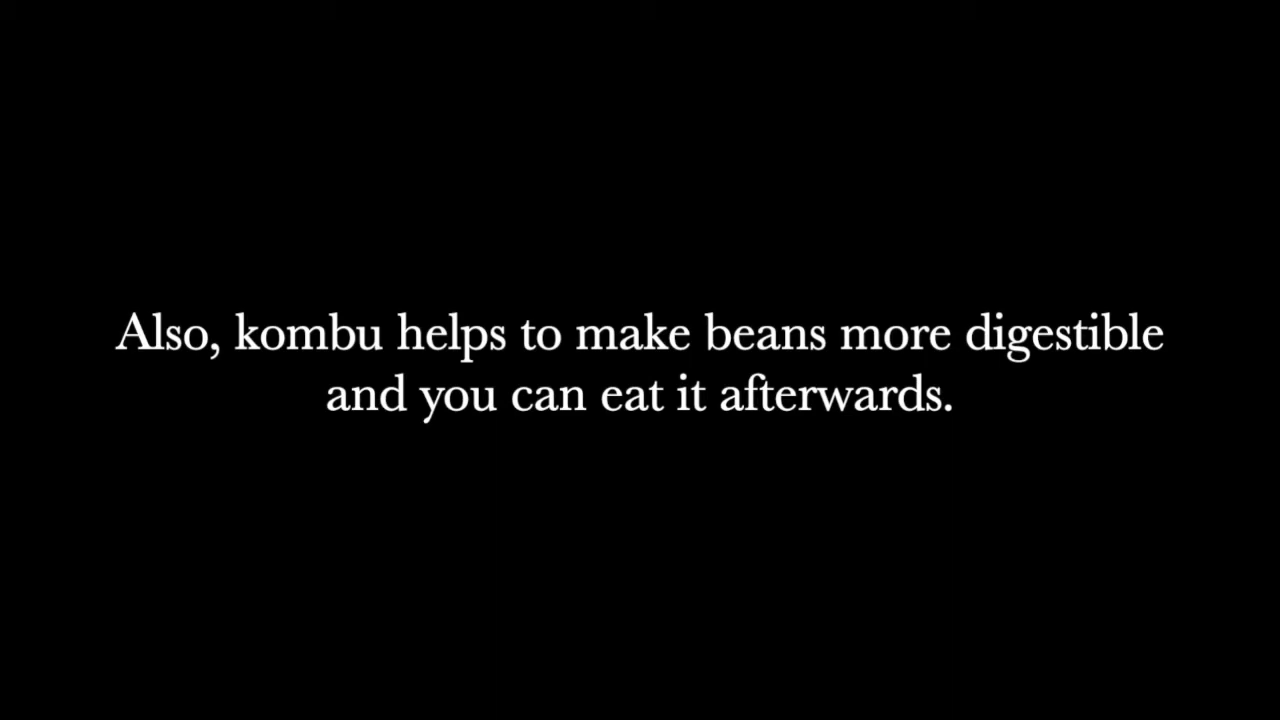 Also, kombu helps to make beans more digestible
and you can eat it afterwards.